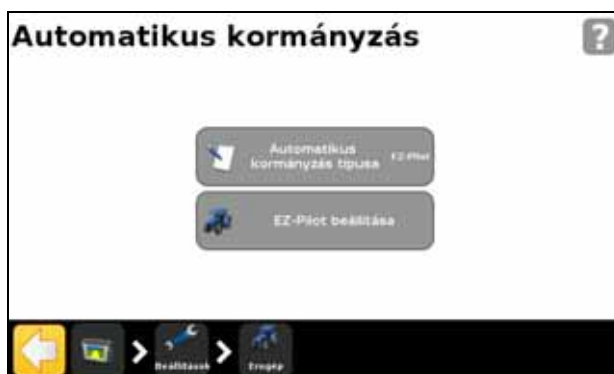 Automatikus kormányzás
?
Automatikus
kormányzás típusa
EZ-Pilot
EZ-Pilot beállítása
Beállítások
Erőgép